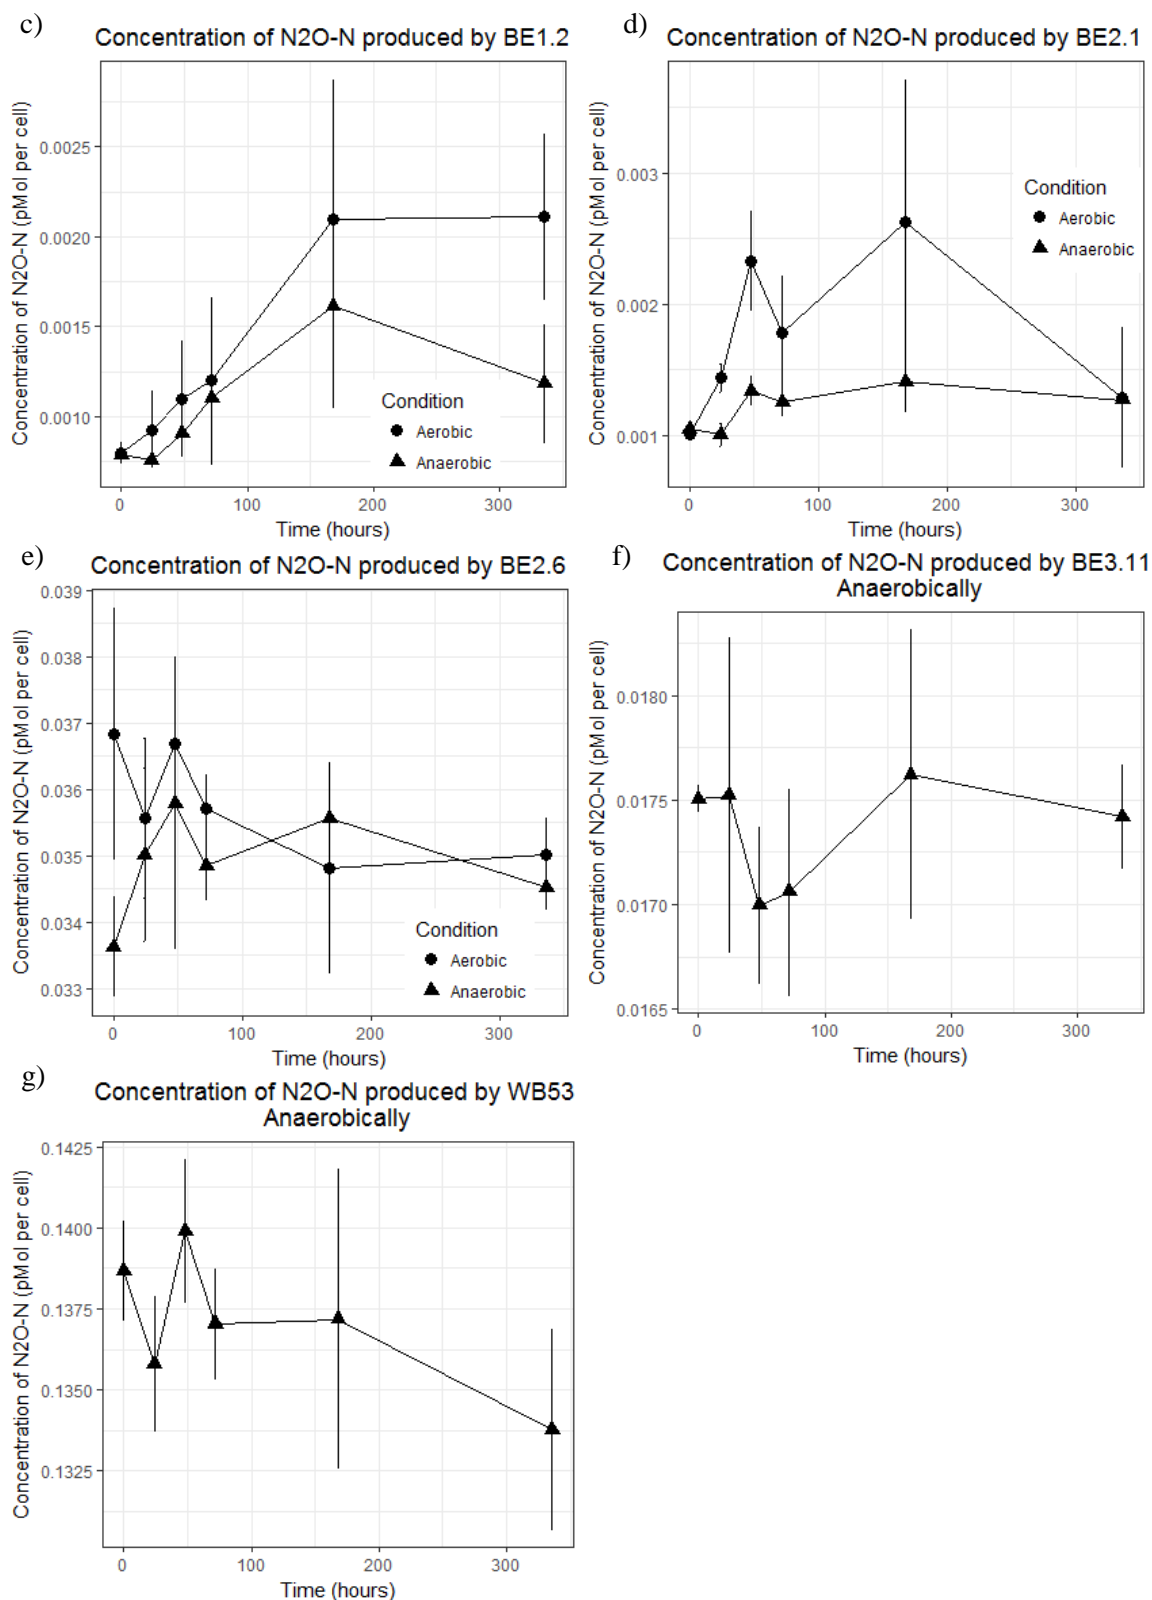 c)
Concentration of N2O-N produced by BE1.2
Concentration of N2O-N (pMol per cell)
0.0025
0.0020
0.0015
0.0010
Condition
Aerobic
Anaerobic
0
100
200
300
Time (hours)
d)
Concentration of N2O-N produced by BE2.1
Concentration of N2O-N (pMol per cell)
0.003
0.002
0.001
Condition
Aerobic
Anaerobic
0
100
200
300
Time (hours)
e)
Concentration of N2O-N produced by BE2.6
Concentration of N2O-N (pMol per cell)
0.039
0.038
0.037
0.036
0.035
0.034
0.033
Condition
Aerobic
Anaerobic
0
100
200
300
Time (hours)
f)
Concentration of N2O-N produced by BE3.11
Anaerobically
Concentration of N2O-N (pMol per cell)
0.0180
0.0175
0.0170
0.0165
0
100
200
300
Time (hours)
g)
Concentration of N2O-N produced by WB53
Anaerobically
Concentration of N2O-N (pMol per cell)
0.1425
0.1400
0.1375
0.1350
0.1325
0
100
200
300
Time (hours)